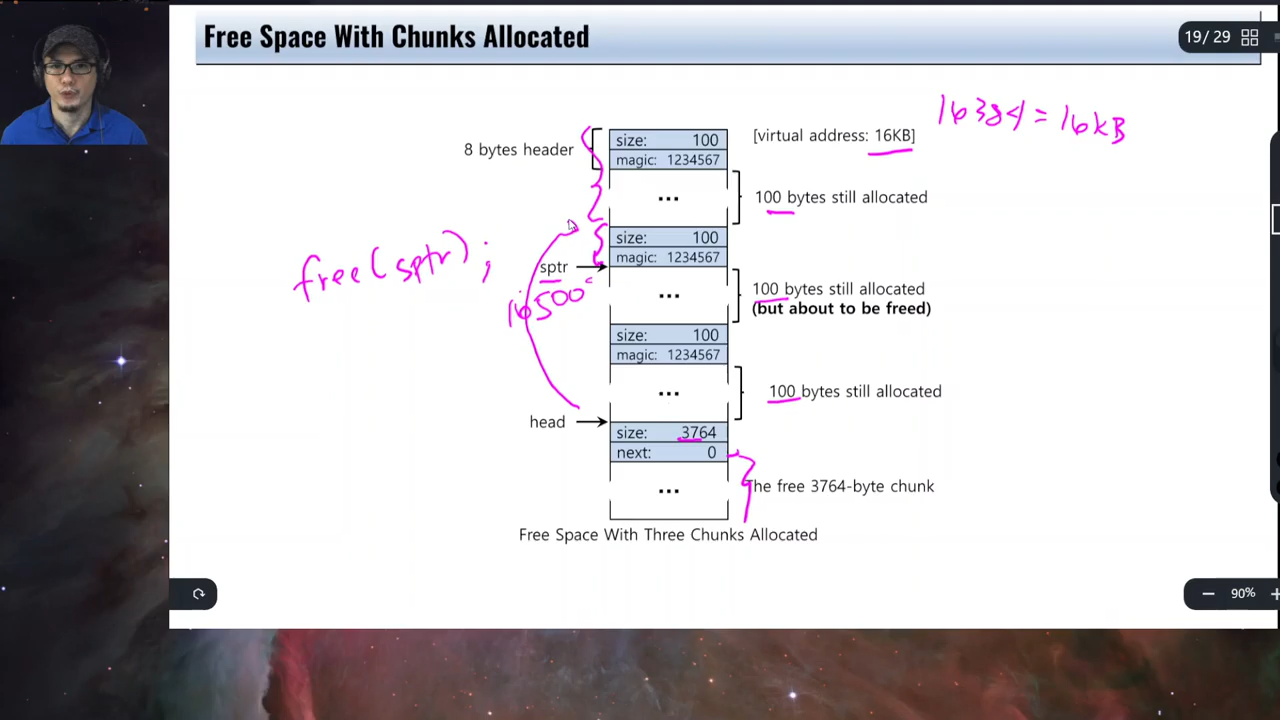 Free Space With Chunks Allocated
19 / 29
16384 = 16KB
[virtual address: 16KB]
8 bytes header
size: 100
magic: 1234567
...
100 bytes still allocated
size: 100
magic: 1234567
free(sptr);
sptr
16500
...
100 bytes still allocated
(but about to be freed)
size: 100
magic: 1234567
...
100 bytes still allocated
head
size: 3764
next: 0
...
The free 3764-byte chunk
Free Space With Three Chunks Allocated
90%